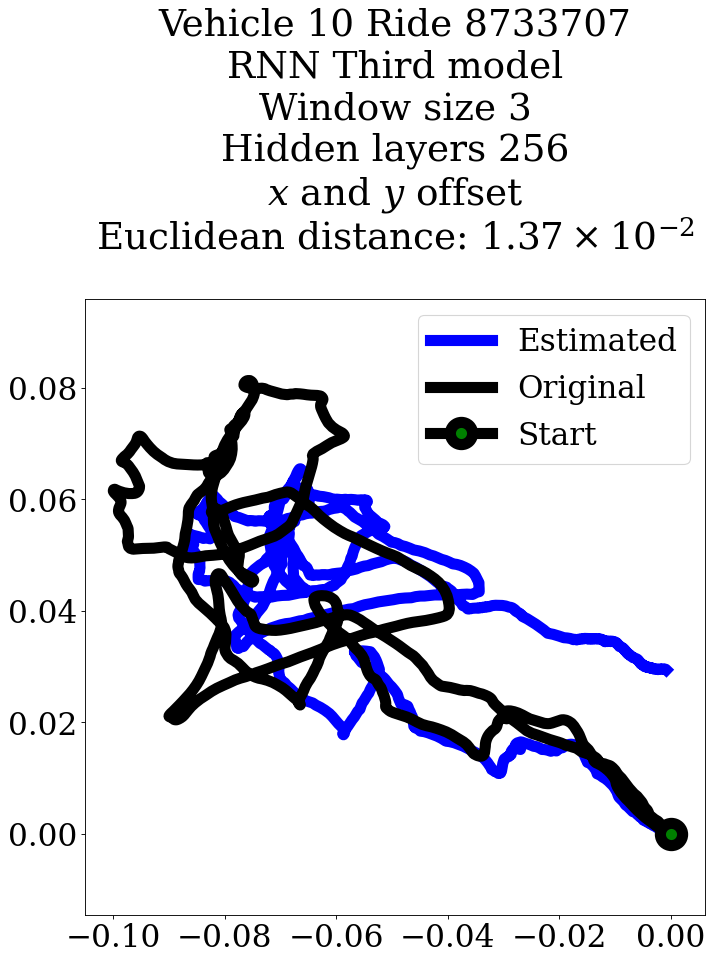 Vehicle 10 Ride 8733707
RNN Third model
Window size 3
Hidden layers 256
x and y offset
Euclidean distance: 1.37 × 10⁻²
Estimated
Original
Start
0.08
0.06
0.04
0.02
0.00
−0.10 −0.08 −0.06 −0.04 −0.02 0.00